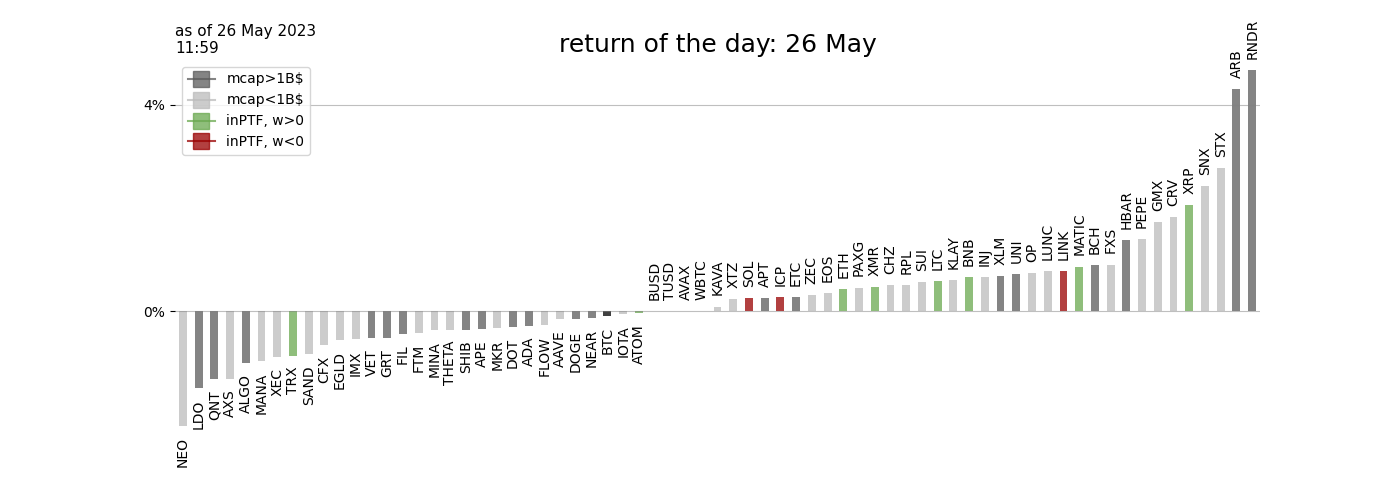 as of 26 May 2023
11:59
return of the day: 26 May
mcap>1B$
mcap<1B$
inPTF, w>0
inPTF, w<0
4%
0%
NEO
LDO
QNT
AXS
ALGO
MANA
XEC
TRX
SAND
CFX
EGLD
IMX
VET
GRT
FIL
FTM
MINA
THETA
SHIB
APE
MKR
DOT
ADA
FLOW
AAVE
DOGE
NEAR
BTC
IOTA
ATOM
BUSD
TUSD
AVAX
WBTC
KAVA
XTZ
SOL
APT
ICP
ETC
ZEC
EOS
ETH
PAXG
XMR
CHZ
RPL
SUI
LTC
KLAY
BNB
INJ
XLM
UNI
OP
LUNC
LINK
MATIC
BCH
FXS
HBAR
PEPE
GMX
CRV
XRP
SNX
STX
ARB
RNDR